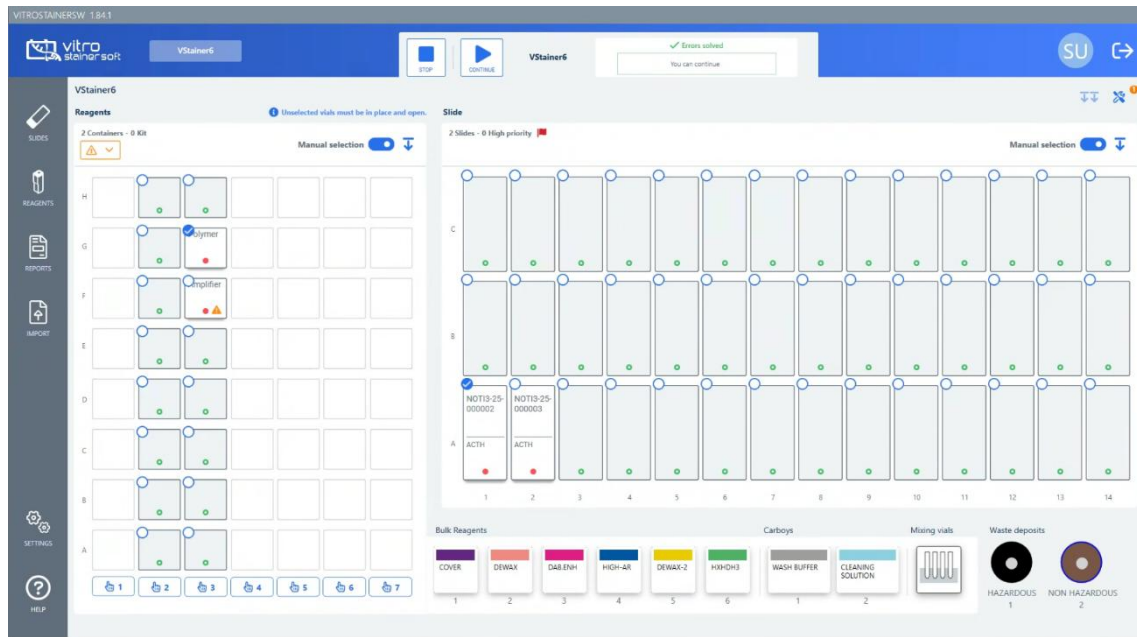 VITROSTAINERSW 1.84.1
vitro
stainer soft
VStainer6
STOP
CONTINUE
VStainer6
Errors solved
You can continue
SU
SLIDES
REAGENTS
REPORTS
IMPORT
SETTINGS
HELP
VStainer6
1
Reagents
Unselected vials must be in place and open.
2 Containers - 0 Kit
Manual selection
H
G
olymer
F
mplifier
E
D
C
B
A
1
2
3
4
5
6
7
Slide
2 Slides - 0 High priority
Manual selection
C
B
A
NOTI3-25-
000002
ACTH
NOTI3-25-
000003
ACTH
1
2
3
4
5
6
7
8
9
10
11
12
13
14
Bulk Reagents
COVER
DEWAX
DAB.ENH
HIGH-AR
DEWAX-2
HXHDH3
1
2
3
4
5
6
Carboys
WASH BUFFER
CLEANING
SOLUTION
1
2
Mixing vials
Waste deposits
HAZARDOUS
1
NON HAZARDOUS
2